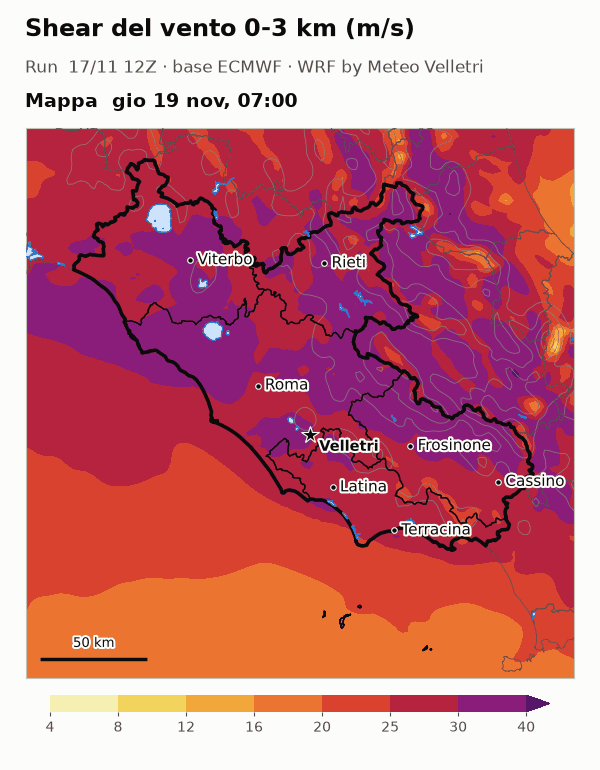 Shear del vento 0-3 km (m/s)
Run  17/11 12Z · base ECMWF · WRF by Meteo Velletri
Mappa  gio 19 nov, 07:00
Viterbo
Rieti
Roma
Velletri
Frosinone
Cassino
Latina
Terracina
50 km
4 8 12 16 20 25 30 40